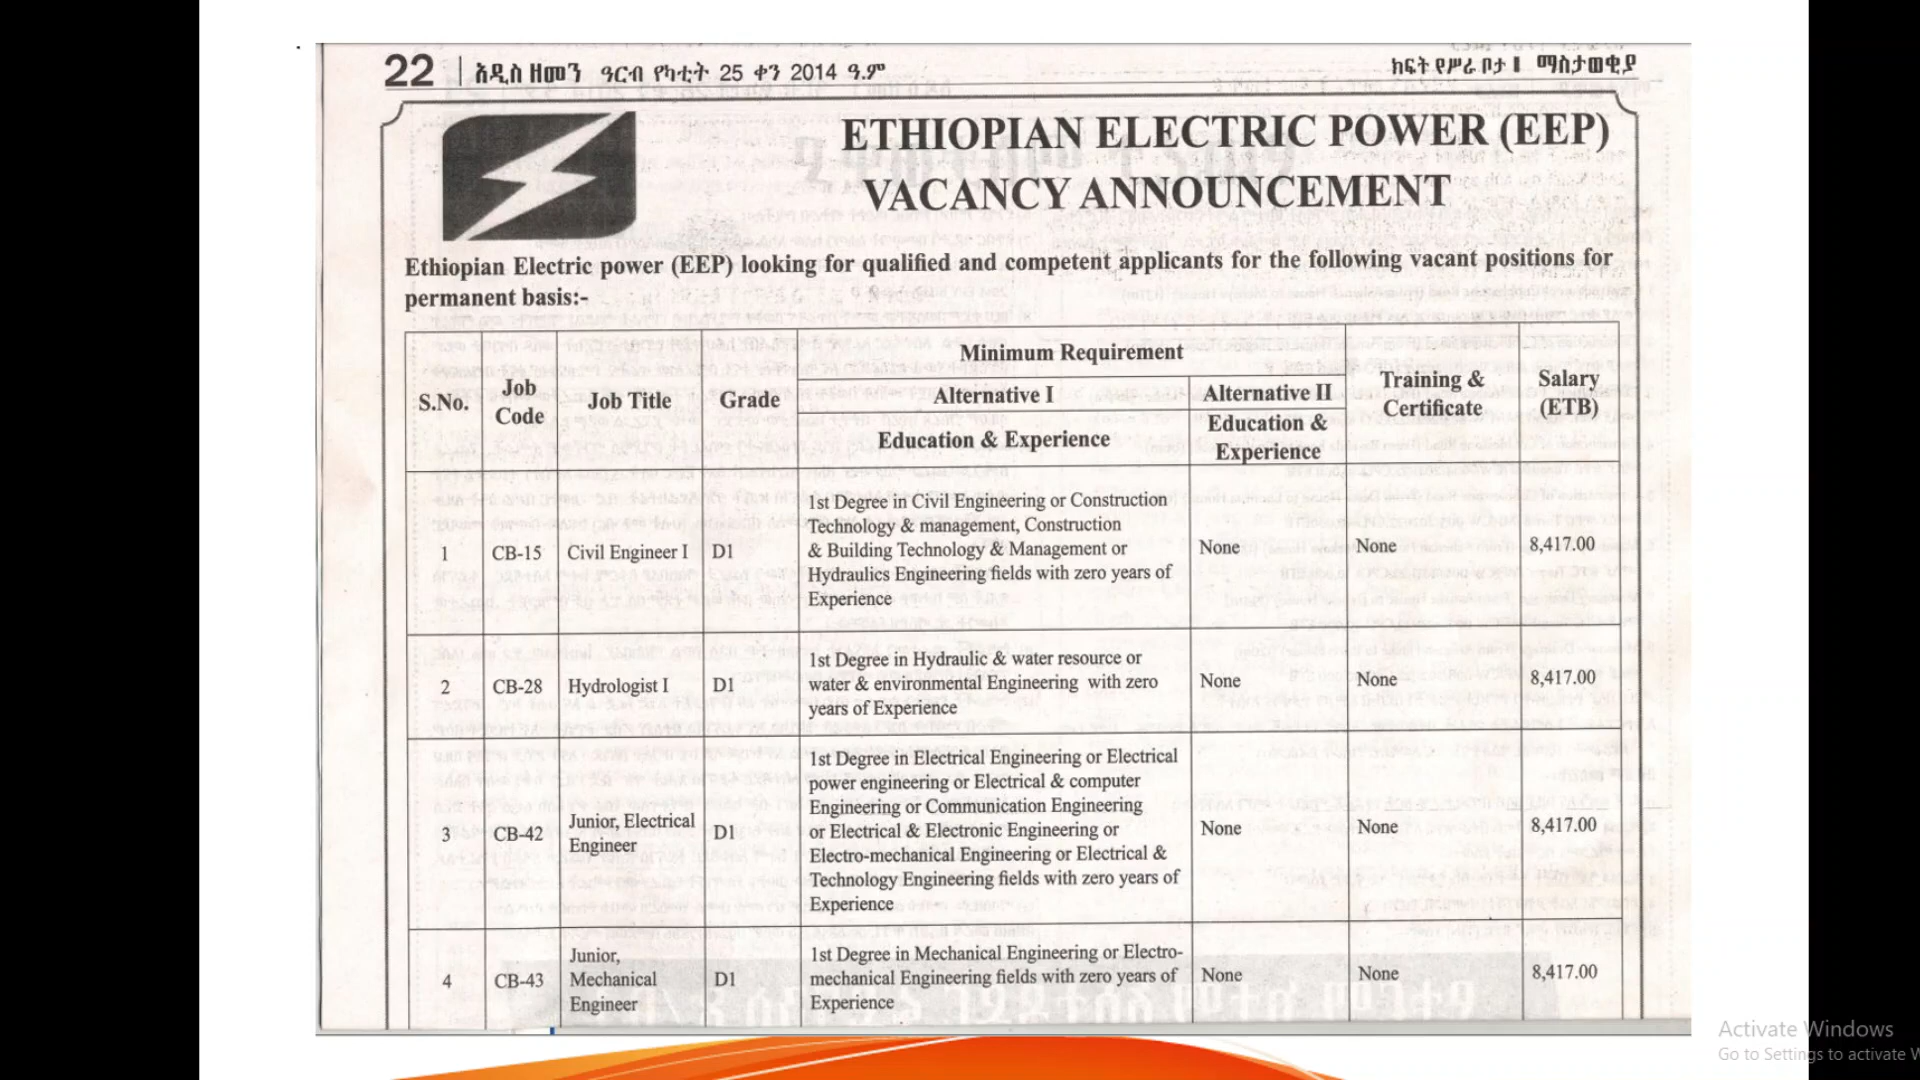 22 አዲስ ዘመን ዓርብ የካቲት 25 ቀን 2014 ዓ.ም
ክፍት የሥራ ቦታ ማስታወቂያ
ETHIOPIAN ELECTRIC POWER (EEP)
VACANCY ANNOUNCEMENT
Ethiopian Electric power (EEP) looking for qualified and competent applicants for the following vacant positions for
permanent basis:-
S.No.
Job
Code
Job Title
Grade
Minimum Requirement
Alternative I
Education & Experience
Alternative II
Education &
Experience
Training &
Certificate
Salary
(ETB)
1
CB-15
Civil Engineer I
D1
1st Degree in Civil Engineering or Construction
Technology & management, Construction
& Building Technology & Management or
Hydraulics Engineering fields with zero years of
Experience
None
None
8,417.00
2
CB-28
Hydrologist I
D1
1st Degree in Hydraulic & water resource or
water & environmental Engineering with zero
years of Experience
None
None
8,417.00
3
CB-42
Junior, Electrical
Engineer
D1
1st Degree in Electrical Engineering or Electrical
power engineering or Electrical & computer
Engineering or Communication Engineering
or Electrical & Electronic Engineering or
Electro-mechanical Engineering or Electrical &
Technology Engineering fields with zero years of
Experience
None
None
8,417.00
4
CB-43
Junior,
Mechanical
Engineer
D1
1st Degree in Mechanical Engineering or Electro-
mechanical Engineering fields with zero years of
Experience
None
None
8,417.00
Activate Windows
Go to Settings to activate W